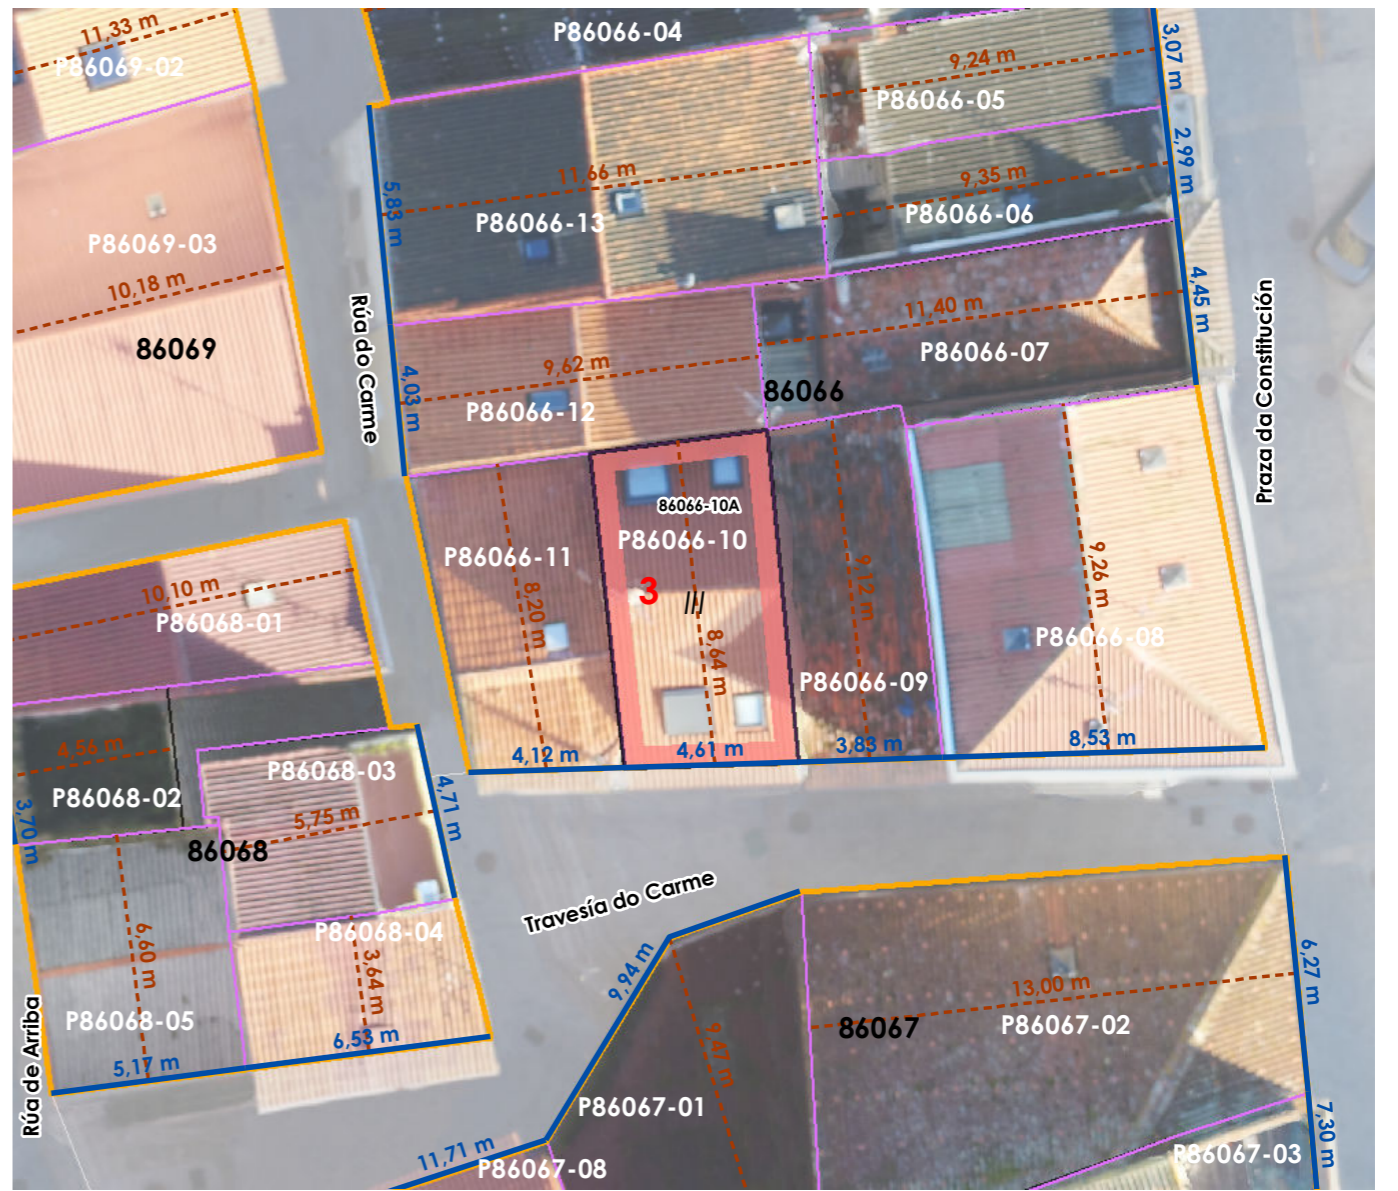 11,33 m
P86069-02
P86066-04
3,07 m
9,24 m
P86066-05
2,99 m
11,66 m
9,35 m
5,83 m
P86066-13
P86066-06
P86069-03
10,18 m
4,45 m
Rúa do Carme
Praza da Constitución
86069
11,40 m
P86066-07
9,62 m
4,03 m
P86066-12
86066
86066-10A
P86066-10
P86066-11
8,20 m
3
///
9,12 m
9,26 m
10,10 m
P86068-01
8,64 m
P86066-08
P86066-09
4,12 m
4,61 m
3,83 m
8,53 m
4,56 m
P86068-03
P86068-02
4,71 m
3,70 m
5,75 m
86068
Travesía do Carme
P86068-04
6,60 m
3,64 m
9,94 m
6,27 m
13,00 m
P86067-02
86067
Rúa de Arriba
P86068-05
6,53 m
5,17 m
9,47 m
P86067-01
7,30 m
11,71 m
P86067-08
P86067-03